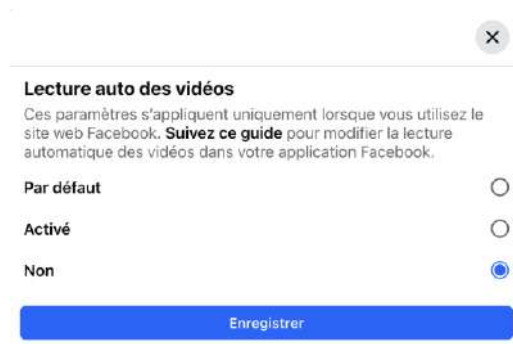 Lecture auto des vidéos
Ces paramètres s'appliquent uniquement lorsque vous utilisez le
site web Facebook. Suivez ce guide pour modifier la lecture
automatique des vidéos dans votre application Facebook.
Par défaut
Activé
Non
Enregistrer